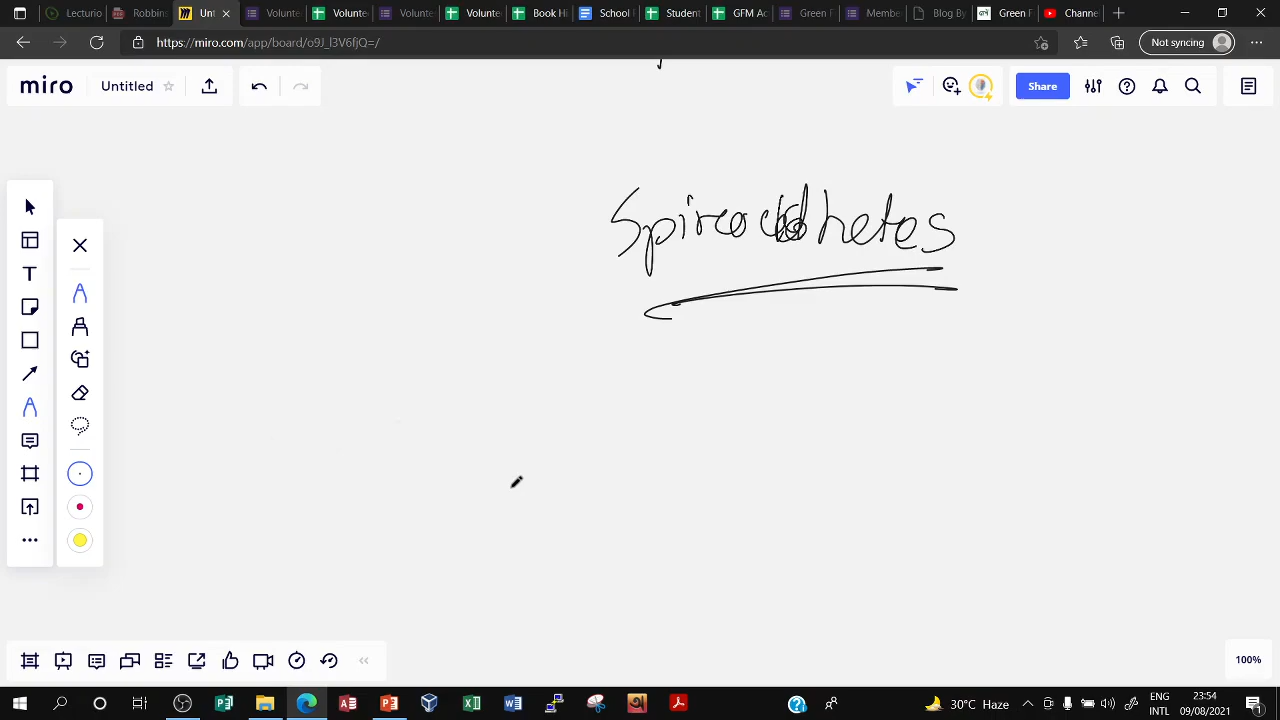 Lecturio
Robbins
Unt
Volunte
Volunte
Volunte
Volunte
Book Hi
School
Student
GFM Ac
Green F
Membe
Blog By
Green F
Channe
https://miro.com/app/board/o9J_l3V6fjQ=/
Not syncing
miro
Untitled
Share
Spirochetes
T
100%
ENG
INTL
23:54
09/08/2021
30°C Haze